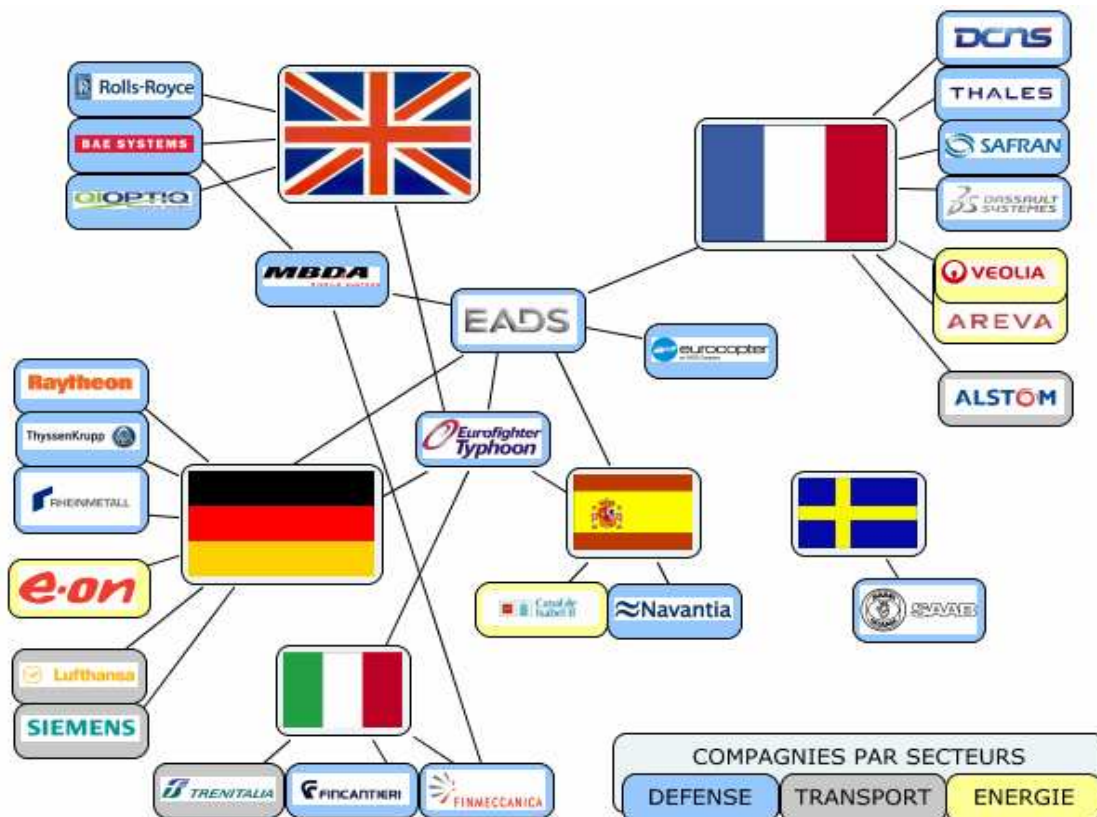 DCNS
Rolls-Royce
THALES
BAE SYSTEMS
SAFRAN
QIOPTIQ
DASSAULT
SYSTEMES
MBDA
MISSILE SYSTEMS
VEOLIA
EADS
AREVA
eurocopter
Raytheon
ALSTOM
ThyssenKrupp
Eurofighter
Typhoon
RHEINMETALL
e·on
Canal de
Isabel II
Navantia
SAAB
Lufthansa
SIEMENS
COMPAGNIES PAR SECTEURS
TRENITALIA
FINCANTIERI
FINMECCANICA
DEFENSE
TRANSPORT
ENERGIE